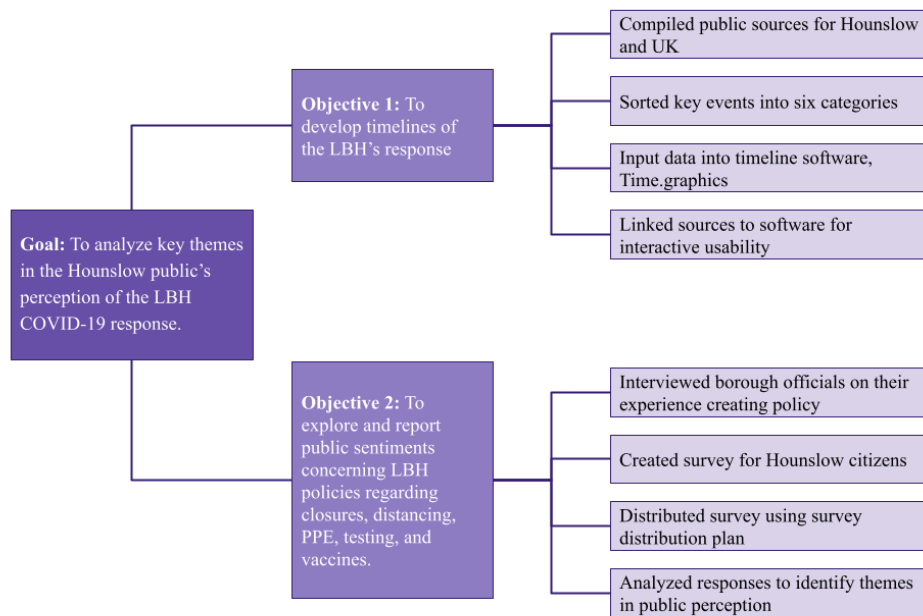 Goal: To analyze key themes
in the Hounslow public's
perception of the LBH
COVID-19 response.
Objective 1: To
develop timelines of
the LBH's response
Compiled public sources for Hounslow
and UK
Sorted key events into six categories
Input data into timeline software,
Time.graphics
Linked sources to software for
interactive usability
Objective 2: To
explore and report
public sentiments
concerning LBH
policies regarding
closures, distancing,
PPE, testing, and
vaccines.
Interviewed borough officials on their
experience creating policy
Created survey for Hounslow citizens
Distributed survey using survey
distribution plan
Analyzed responses to identify themes
in public perception